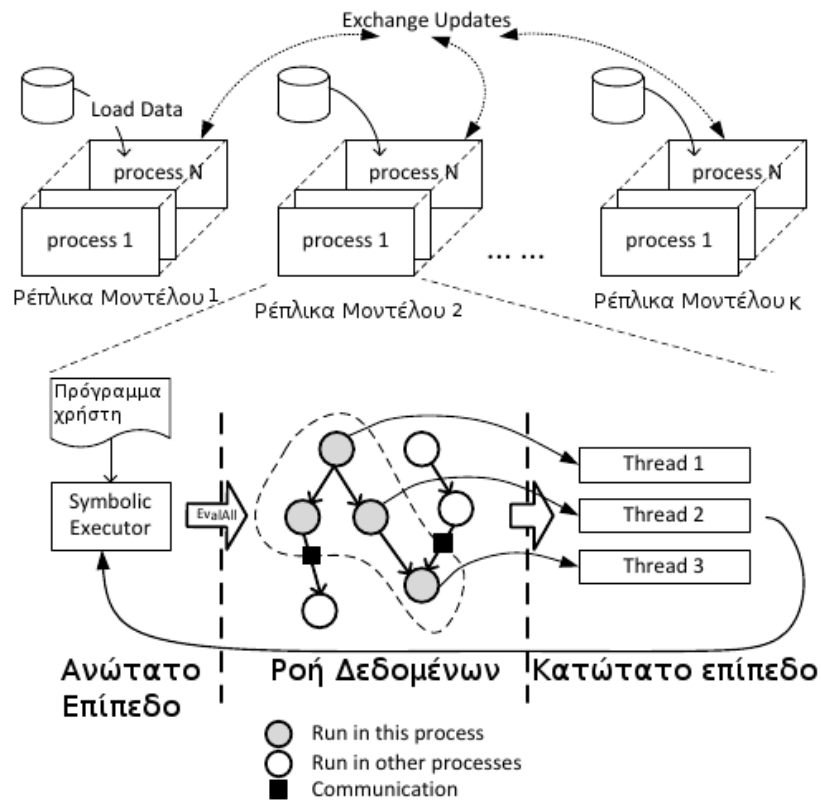 Exchange Updates
Load Data
process N
process N
process N
process 1
process 1
process 1
... ...
Ρέπλικα Μοντέλου 1
Ρέπλικα Μοντέλου 2
Ρέπλικα Μοντέλου Κ
Πρόγραμμα
χρήστη
Symbolic
Executor
EvalAll
Thread 1
Thread 2
Thread 3
Ανώτατο
Επίπεδο
Ροή Δεδομένων
Κατώτατο επίπεδο
Run in this process
Run in other processes
Communication